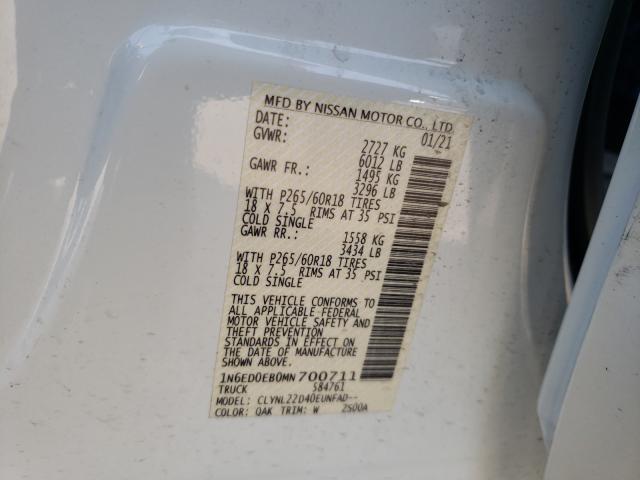 MFD BY NISSAN MOTOR CO., LTD
DATE: 01/21
GVWR: 2727 KG
6012 LB
GAWR FR.: 1495 KG
3296 LB
WITH P265/60R18 TIRES
18 X 7.5 RIMS AT 35 PSI
COLD SINGLE
GAWR RR.: 1558 KG
3434 LB
WITH P265/60R18 TIRES
18 X 7.5 RIMS AT 35 PSI
COLD SINGLE
THIS VEHICLE CONFORMS TO
ALL APPLICABLE FEDERAL
MOTOR VEHICLE SAFETY AND
THEFT PREVENTION
STANDARDS IN EFFECT ON
THE DATE OF MANUFACTURE
SHOWN ABOVE.
1N6ED0EB0MN700711
TRUCK 584761
MODEL: CLYNL22D40EUNFAD--
COLOR: QAK TRIM: W 2S00A